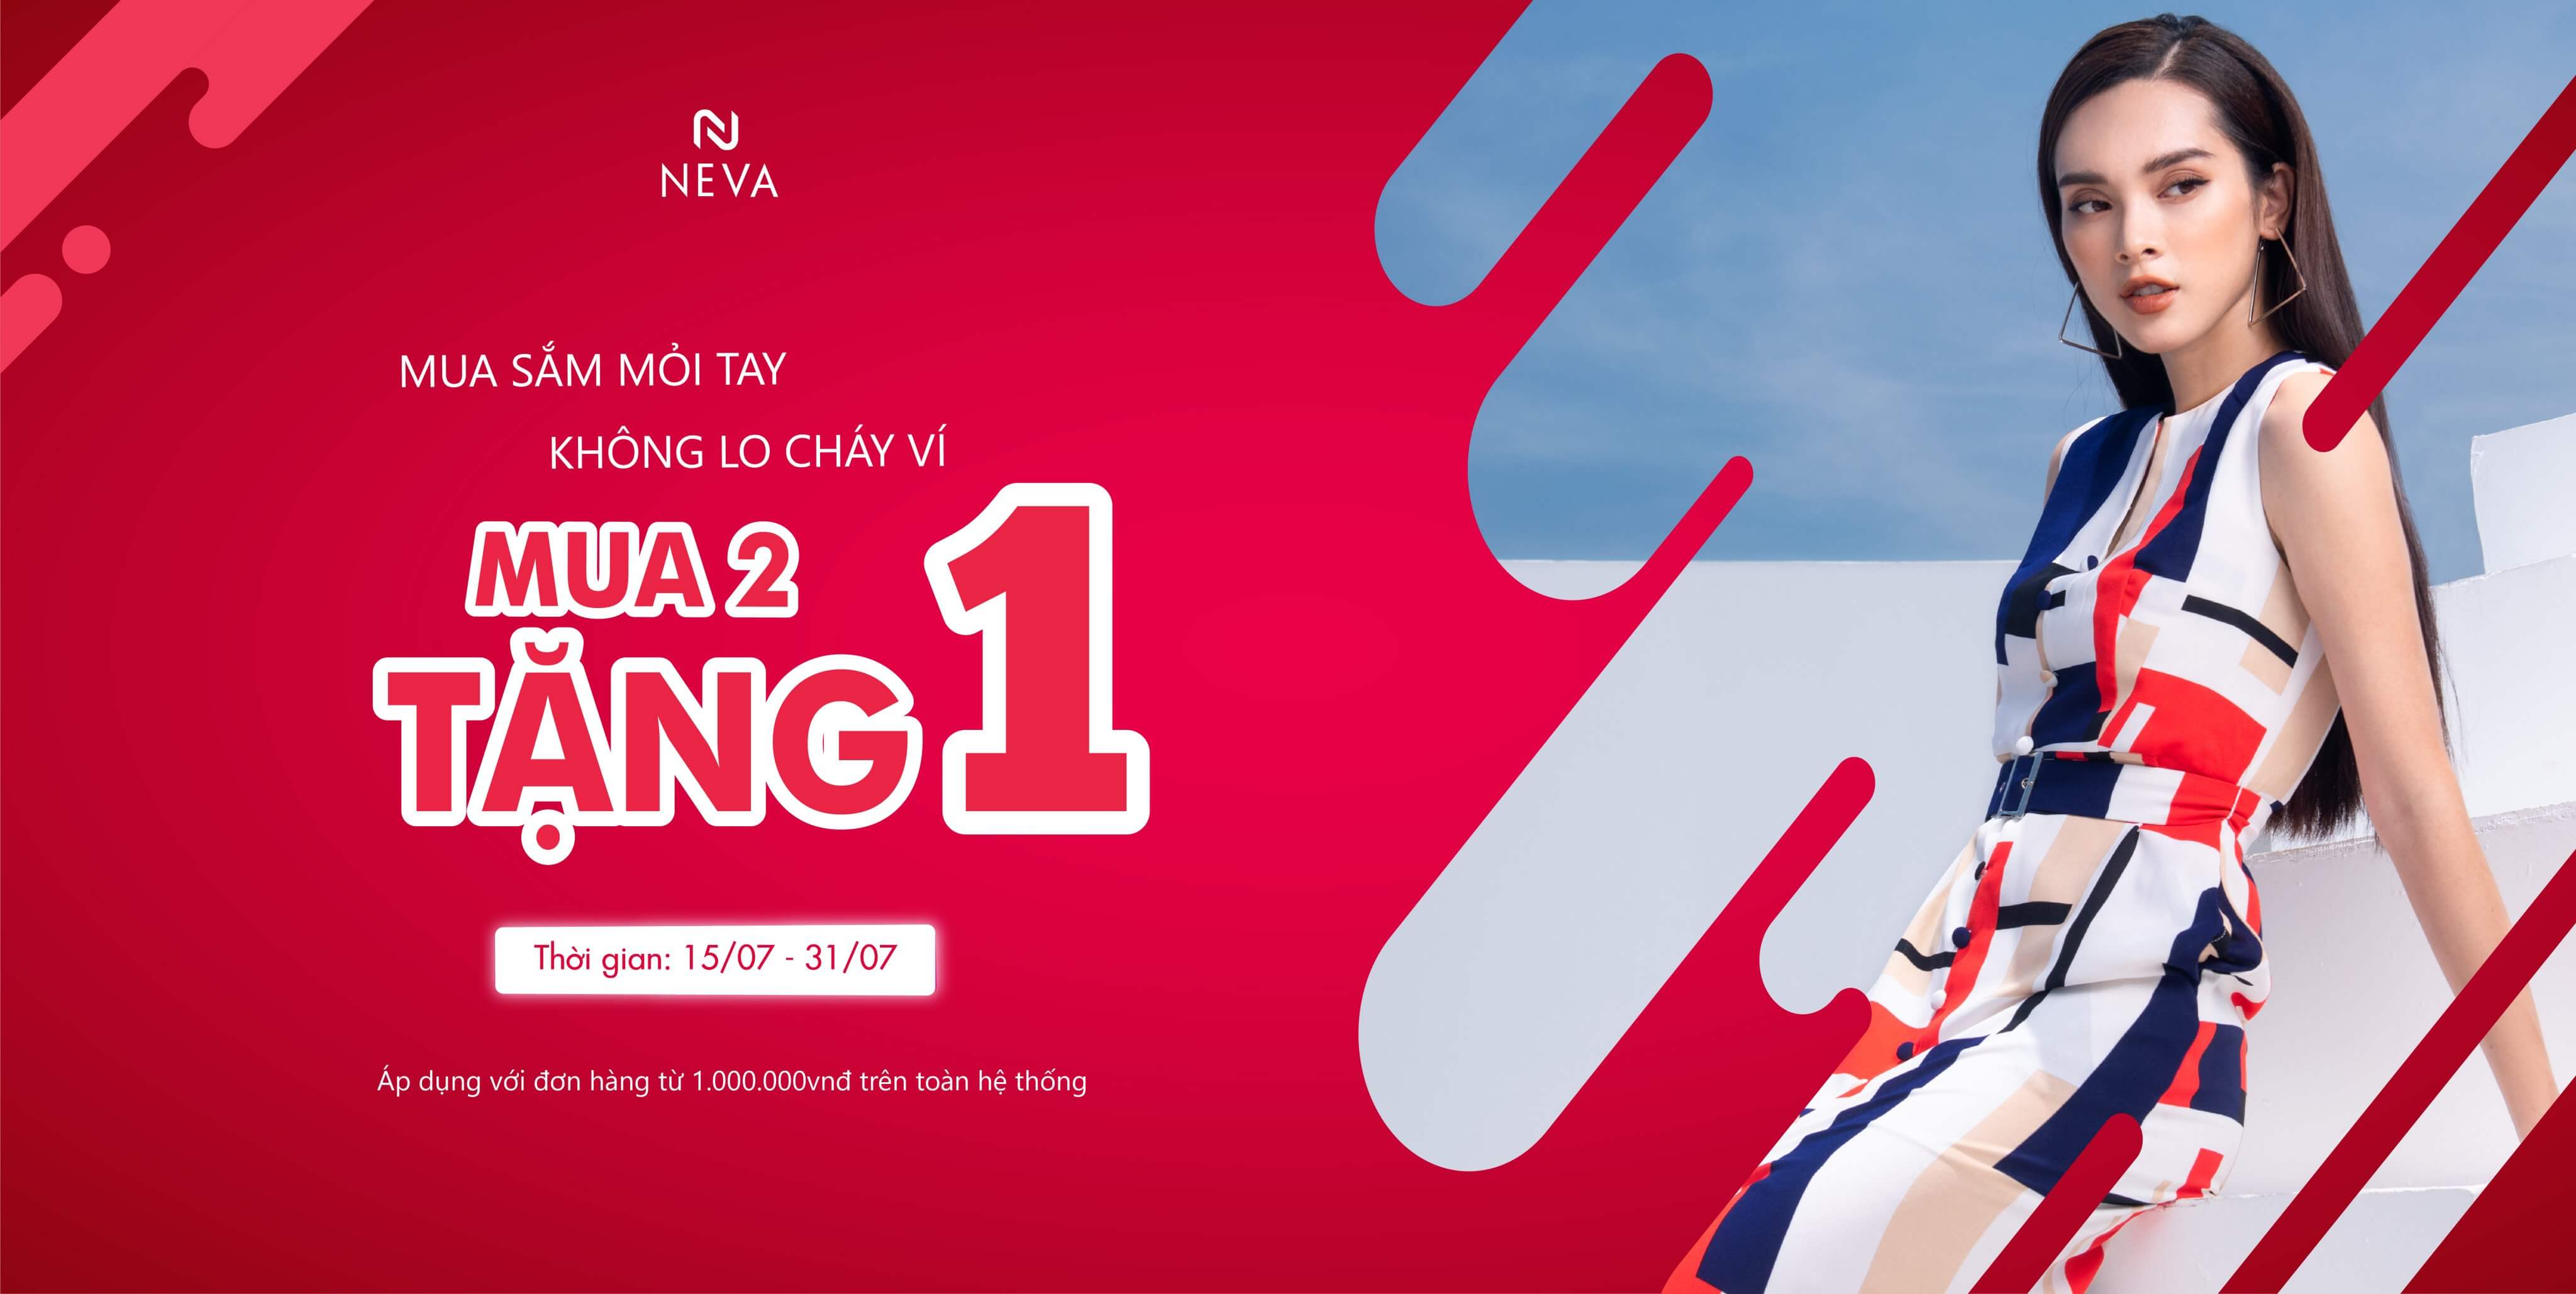 NEVA
MUA SẮM MỎI TAY
KHÔNG LO CHÁY VÍ
MUA 2
TẶNG 1
Thời gian: 15/07 - 31/07
Áp dụng với đơn hàng từ 1.000.000vnđ trên toàn hệ thống